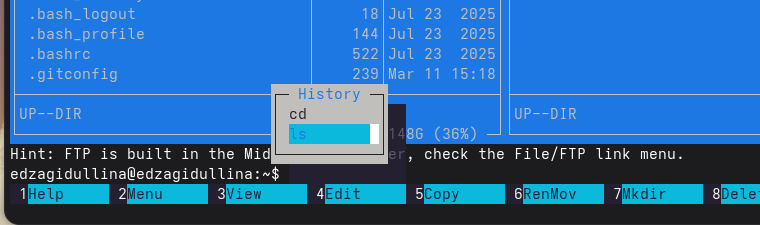 .bash_logout 18 Jul 23 2025
.bash_profile 144 Jul 23 2025
.bashrc 522 Jul 23 2025
.gitconfig 239 Mar 11 15:18
History
UP--DIR cd UP--DIR
ls 148G (36%)
Hint: FTP is built in the Mid er, check the File/FTP link menu.
edzagidullina@edzagidullina:~$
1Help 2Menu 3View 4Edit 5Copy 6RenMov 7Mkdir 8Delet